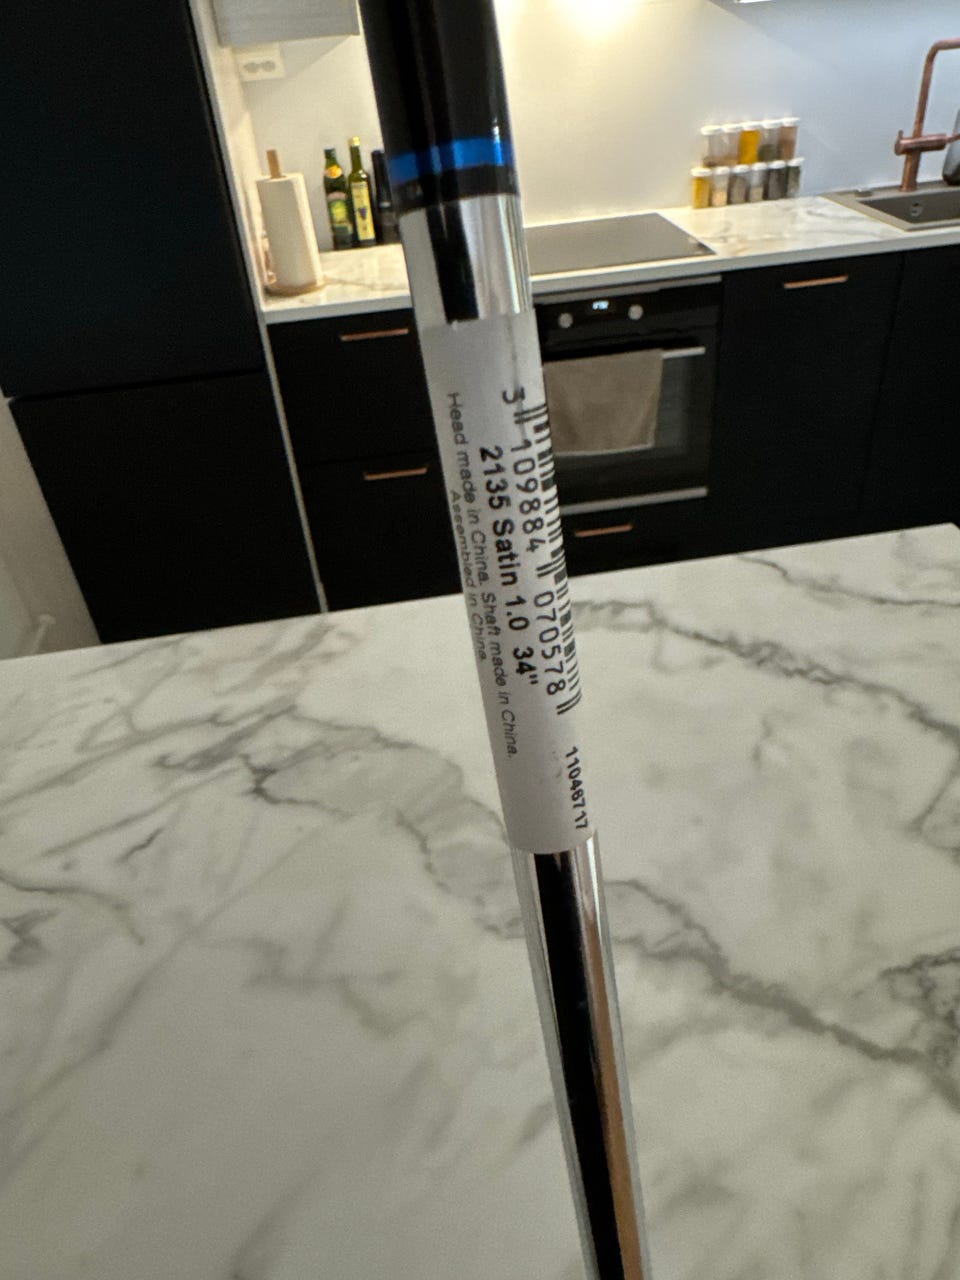 3 109884 070578
2135 Satin 1.0 34"
Head made in China. Shaft made in China.
Assembled in China.
11046717